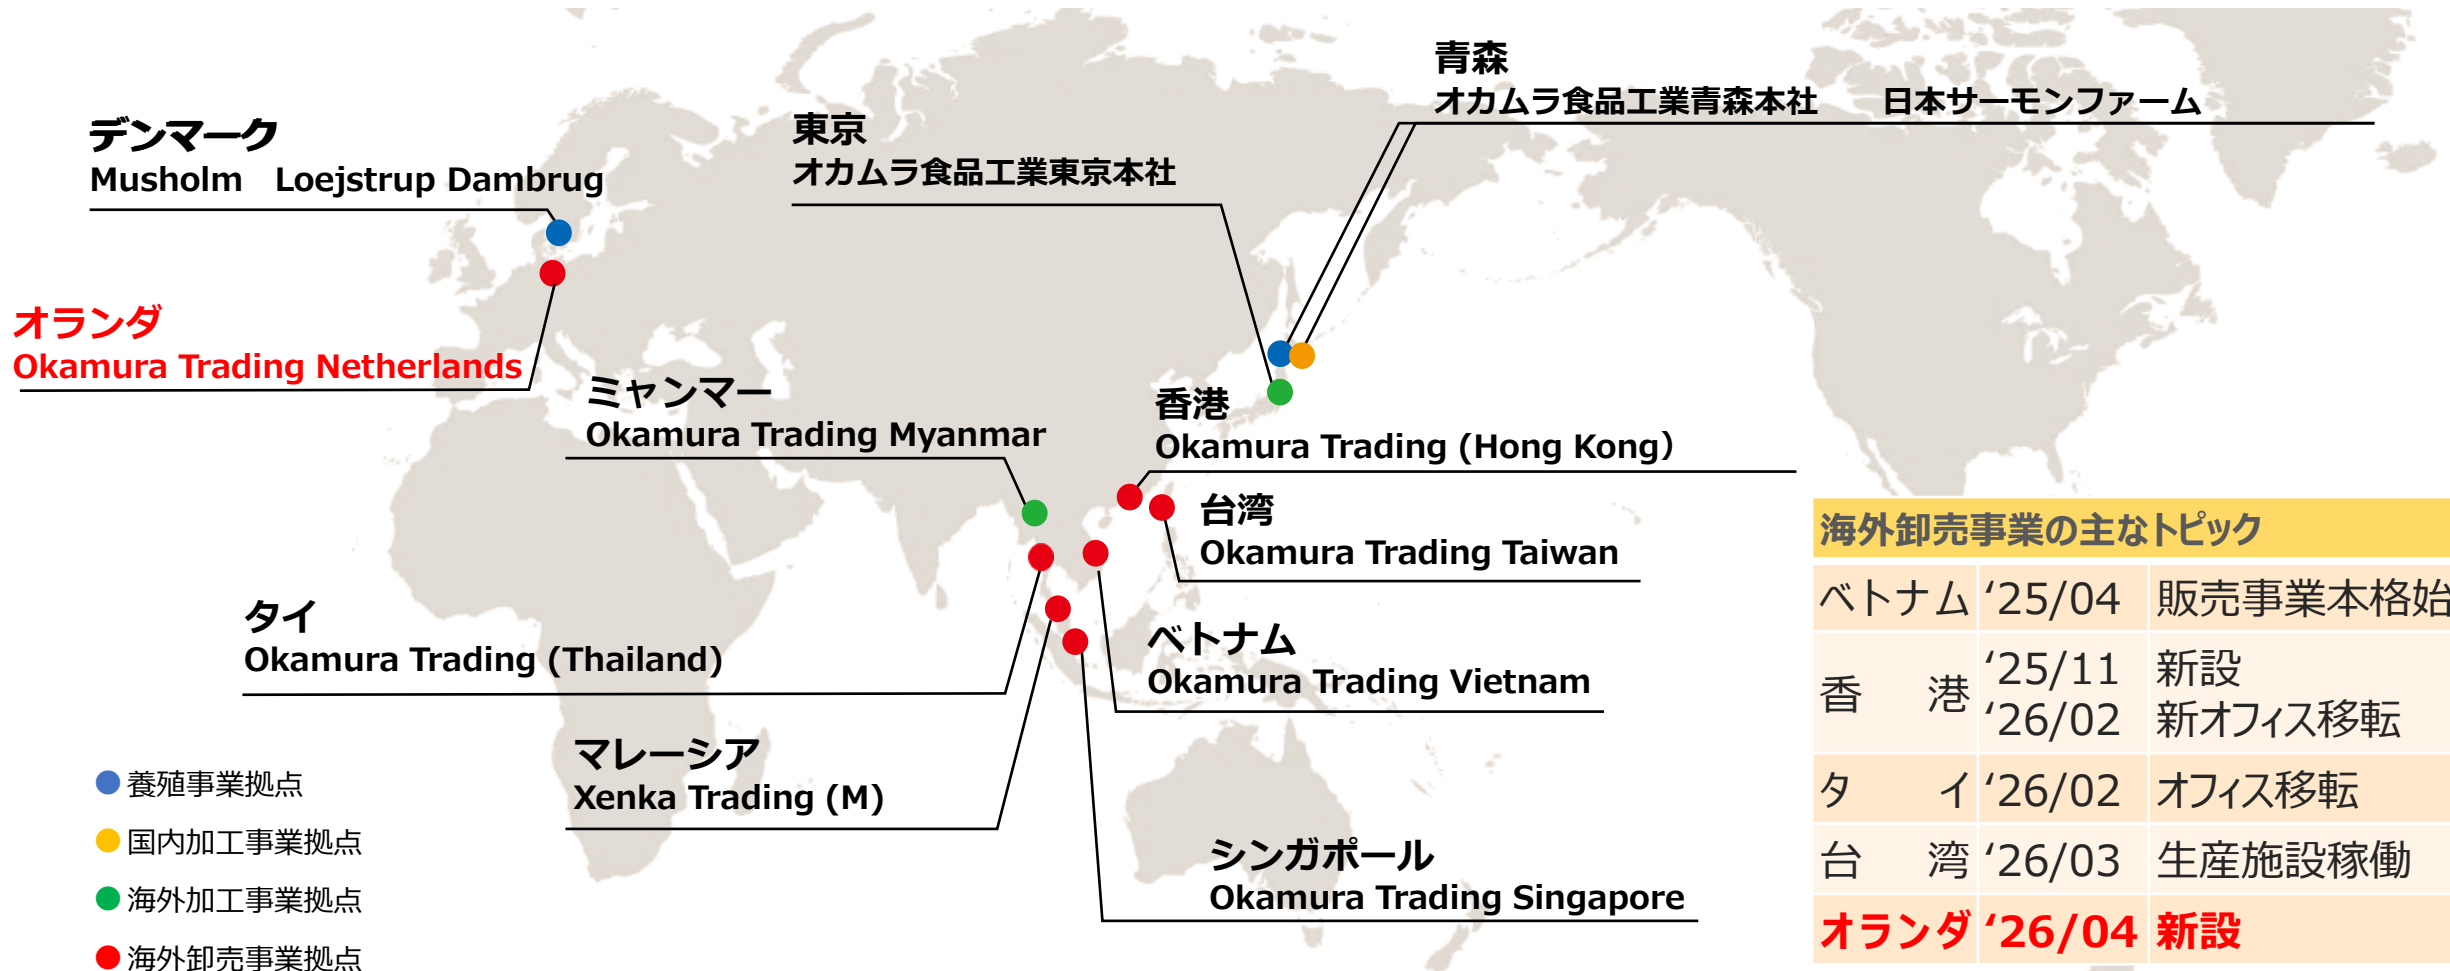 青森
オカムラ食品工業青森本社　日本サーモンファーム
デンマーク
Musholm　Loejstrup Dambrug
東京
オカムラ食品工業東京本社
オランダ
Okamura Trading Netherlands
ミャンマー
Okamura Trading Myanmar
香港
Okamura Trading (Hong Kong）
台湾
Okamura Trading Taiwan
タイ
Okamura Trading (Thailand)
ベトナム
Okamura Trading Vietnam
マレーシア
Xenka Trading (M)
シンガポール
Okamura Trading Singapore
養殖事業拠点
国内加工事業拠点
海外加工事業拠点
海外卸売事業拠点
海外卸売事業の主なトピック
ベトナム ‘25/04 販売事業本格始
香港 ‘25/11 新設
‘26/02 新オフィス移転
タイ ‘26/02 オフィス移転
台湾 ‘26/03 生産施設稼働
オランダ ‘26/04 新設